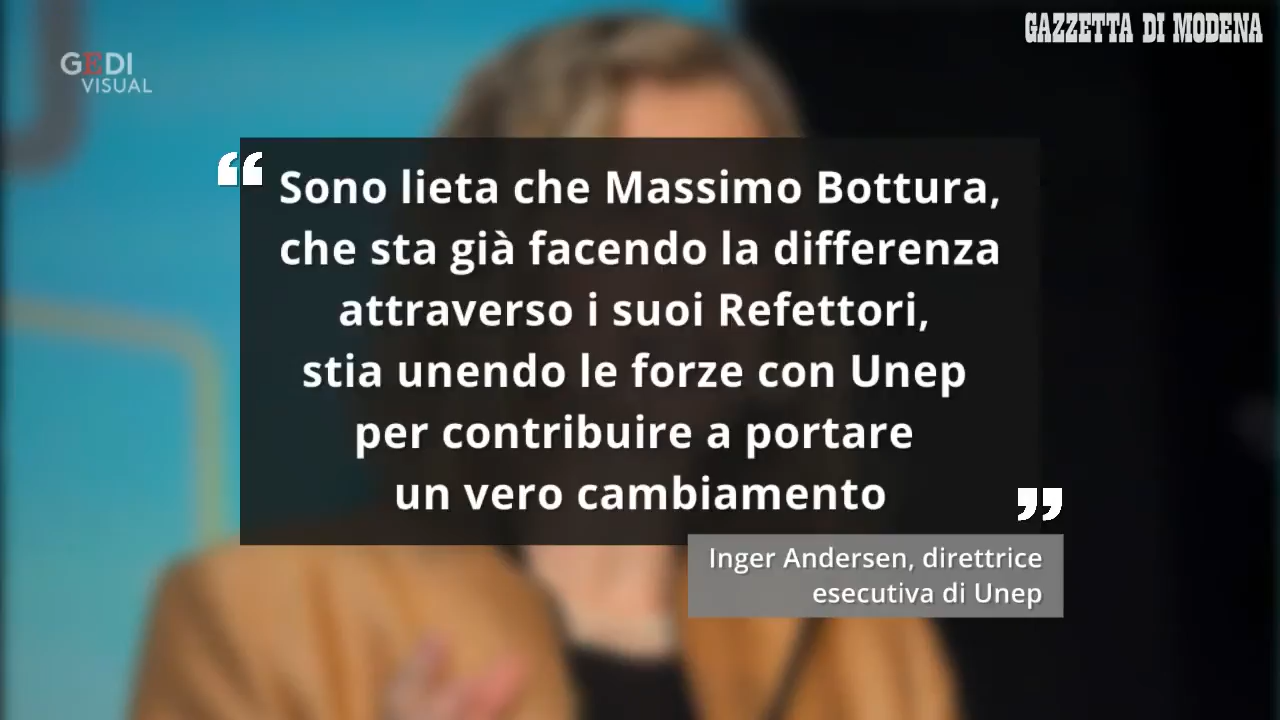 GAZZETTA DI MODENA
GEDI
VISUAL
“ Sono lieta che Massimo Bottura,
che sta già facendo la differenza
attraverso i suoi Refettori,
stia unendo le forze con Unep
per contribuire a portare
un vero cambiamento ”
Inger Andersen, direttrice
esecutiva di Unep